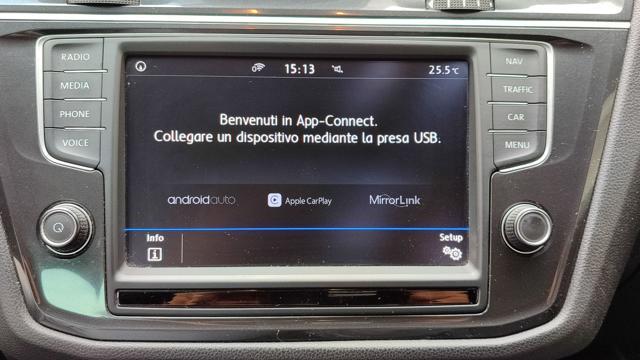 RADIO
MEDIA
PHONE
VOICE
15:13
25.5°C
Benvenuti in App-Connect.
Collegare un dispositivo mediante la presa USB.
androidauto
Apple CarPlay
MirrorLink
Info
Setup
NAV
TRAFFIC
CAR
MENU